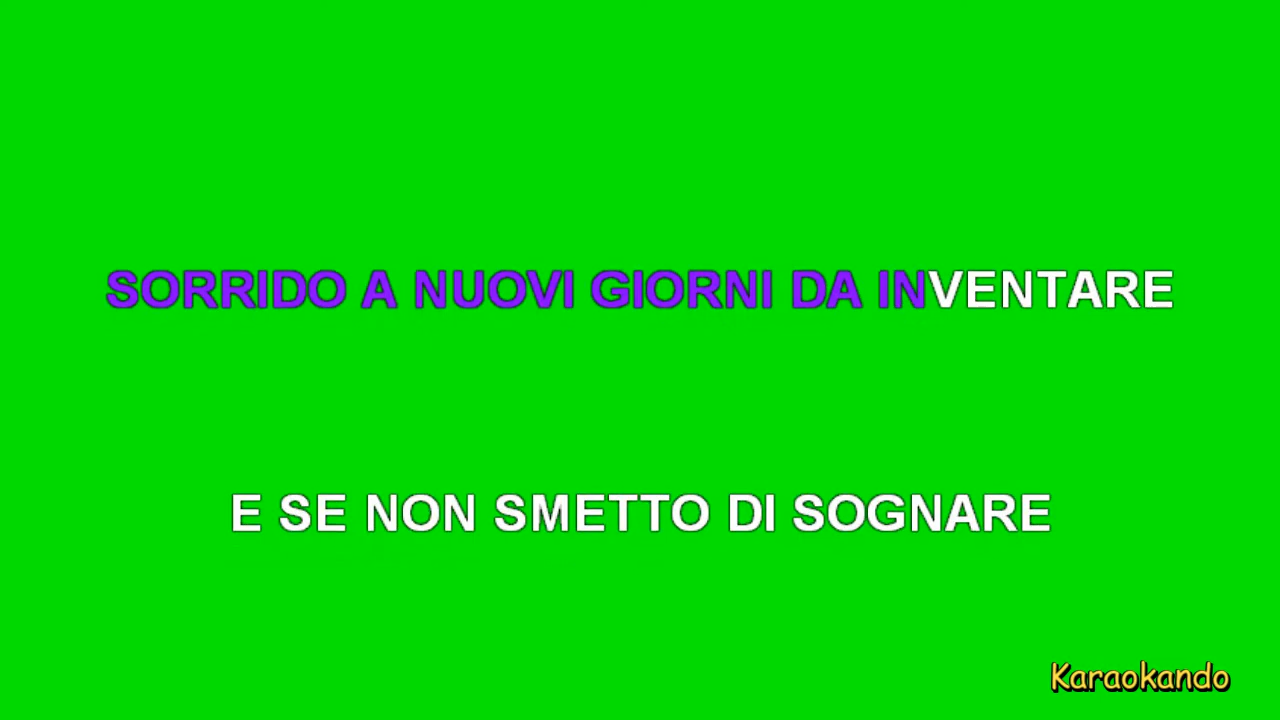 SORRIDO A NUOVI GIORNI DA INVENTARE
E SE NON SMETTO DI SOGNARE
Karaokando